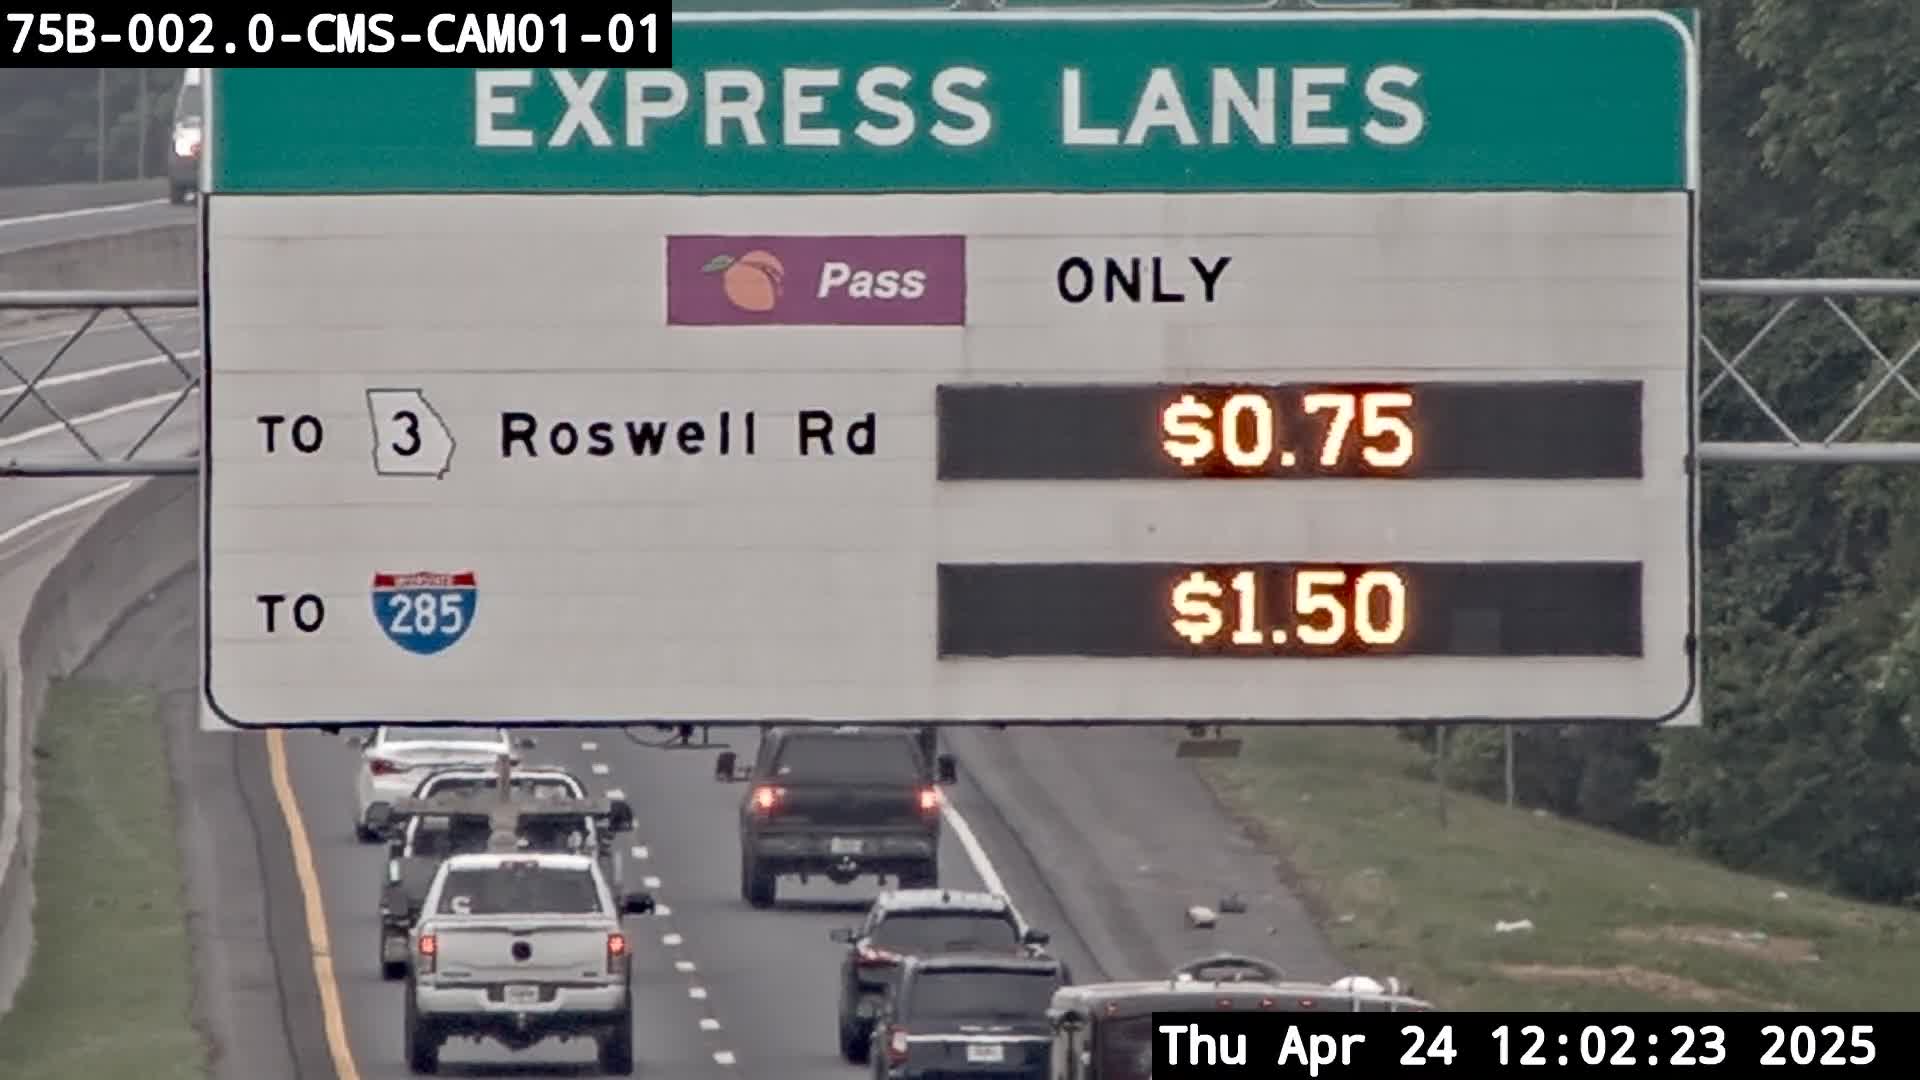 75B-002.0-CMS-CAM01-01
EXPRESS LANES
Pass ONLY
TO 3 Roswell Rd $0.75
TO INTERSTATE 285 $1.50
Thu Apr 24 12:02:23 2025